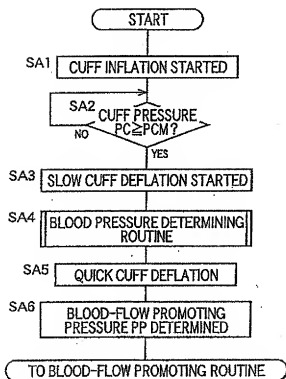 START
SA1
CUFF INFLATION STARTED
SA2
CUFF PRESSURE
PC≧PCM?
NO
YES
SA3
SLOW CUFF DEFLATION STARTED
SA4
BLOOD PRESSURE DETERMINING
ROUTINE
SA5
QUICK CUFF DEFLATION
SA6
BLOOD-FLOW PROMOTING
PRESSURE PP DETERMINED
TO BLOOD-FLOW PROMOTING ROUTINE